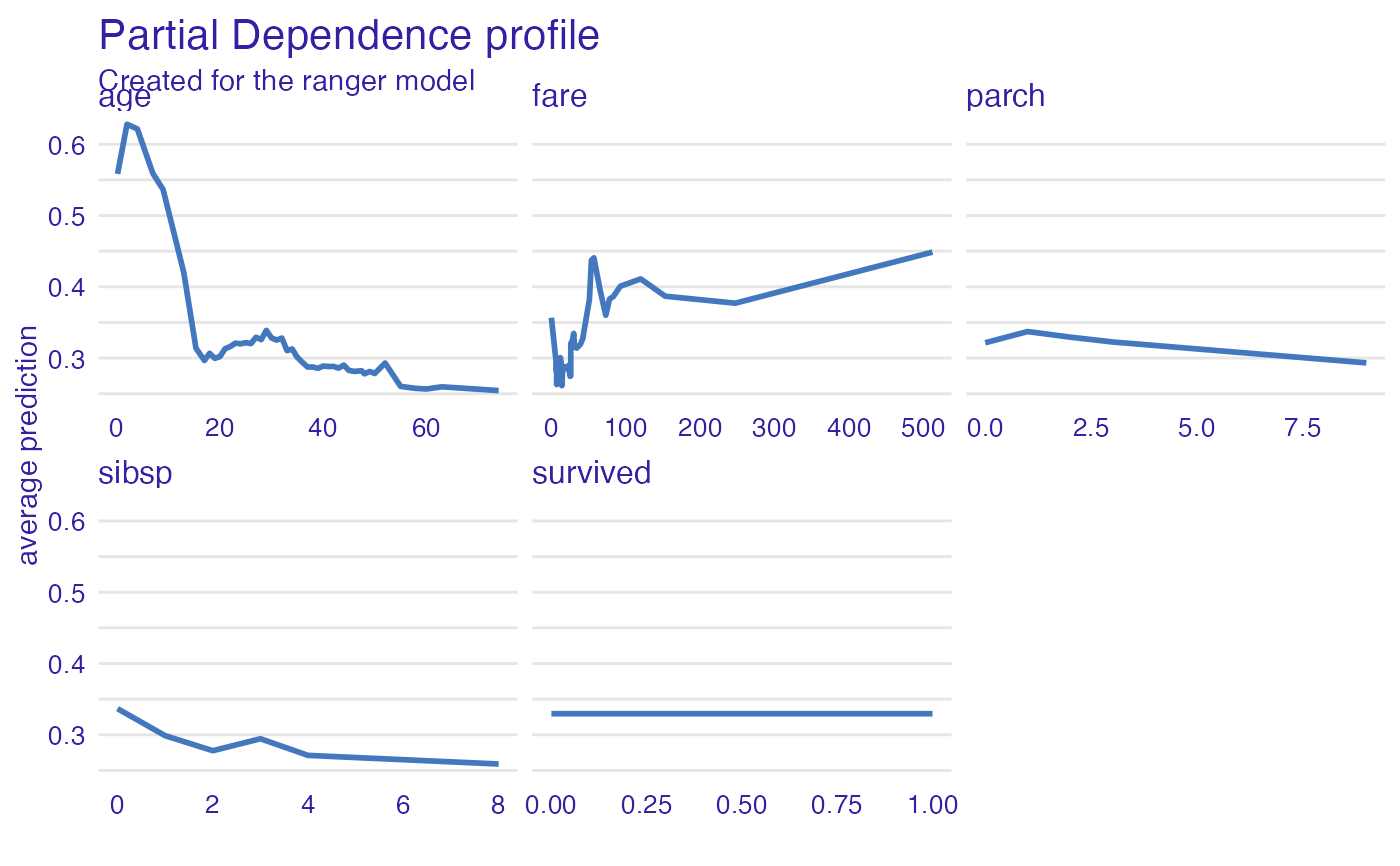 Partial Dependence profile
Created for the ranger model
age
fare
parch
0.6
0.5
0.4
0.3
0 20 40 60
0 100 200 300 400 500
0.0 2.5 5.0 7.5
average prediction
sibsp
survived
0.6
0.5
0.4
0.3
0 2 4 6 8
0.00 0.25 0.50 0.75 1.00